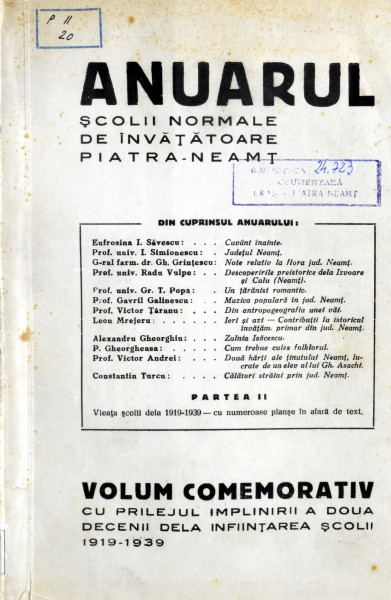 P II
20
ANUARUL
ȘCOLII NORMALE
DE ÎNVĂȚĂTOARE
PIATRA-NEAMȚ
24.723
DOCUMENTARĂ
PIATRA NEAMȚ
DIN CUPRINSUL ANUARULUI:
Eufrosina I. Săvescu: . . . Cuvânt înainte.
Prof. univ. I. Simionescu: . Județul Neamț.
G-ral farm. dr. Gh. Grințescu: Note relativ la flora jud. Neamț.
Prof. univ. Radu Vulpe: . . Descoperirile preistorice dela Izvoare
și Calu (Neamț).
Prof. univ. Gr. T. Popa: . . Un țărănist romantic.
Prof. Gavril Galinescu: . . Muzica populară în jud. Neamț.
Prof. Victor Țăranu: . . . Din antropogeografia unei văi.
Leon Mrejeru: . . . . . Ieri și azi — Contribuții la istoricul
învățăm. primar din jud. Neamț.
Alexandru Gheorghiu: . . . Zulnia Isăcescu.
P. Gheorgheasa: . . . . Cum trebue cules folklorul.
Prof. Victor Andrei: . . . Două hărți ale ținutului Neamț, lu-
crate de un elev al lui Gh. Asachi.
Constantin Turcu: . . . . Călători străini prin jud. Neamț.
PARTEA II
Vieața școlii dela 1919-1939 — cu numeroase planșe în afară de text,
VOLUM COMEMORATIV
CU PRILEJUL IMPLINIRII A DOUA
DECENII DELA INFIINȚAREA ȘCOLII
1919-1939